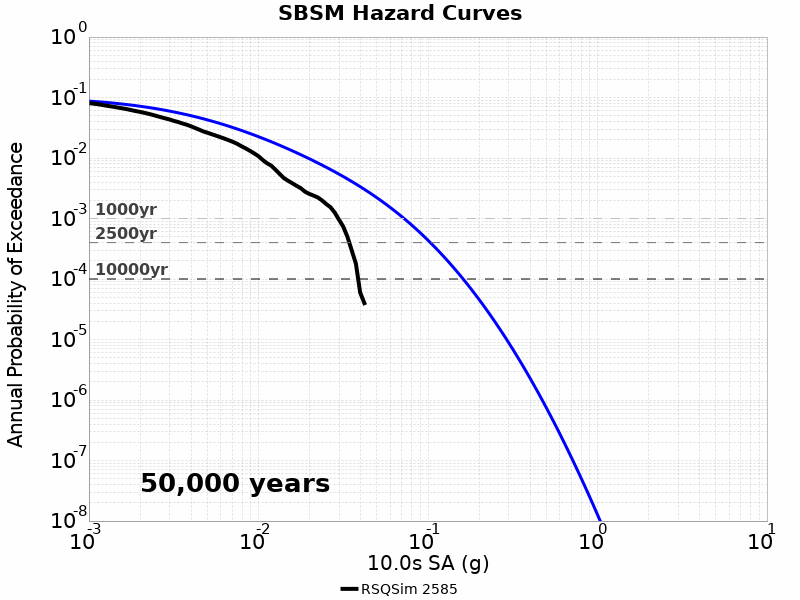 SBSM Hazard Curves
Annual Probability of Exceedance
10^0
10^-1
10^-2
10^-3
10^-4
10^-5
10^-6
10^-7
10^-8
1000yr
2500yr
10000yr
50,000 years
10^-3 10^-2 10^-1 10^0 10^1
10.0s SA (g)
RSQSim 2585